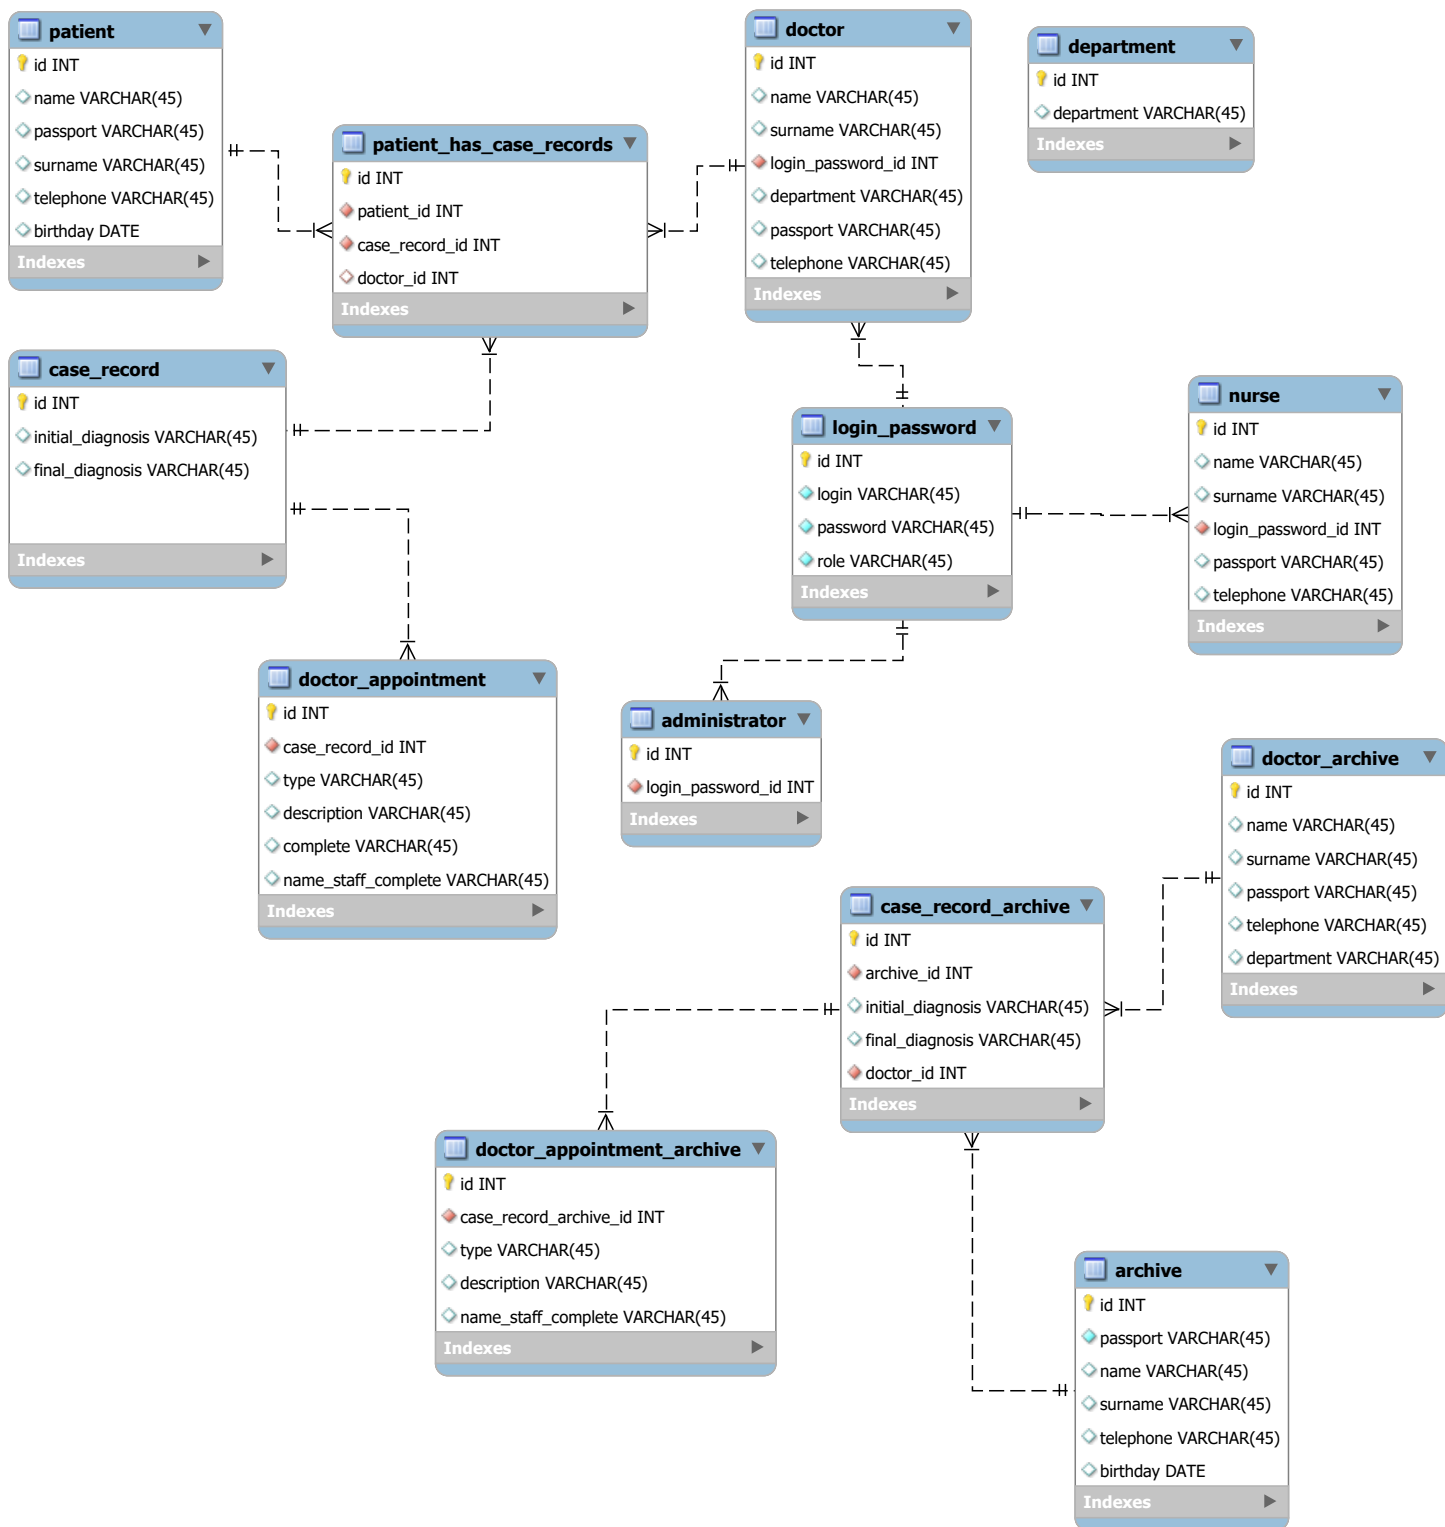 patient
id INT
name VARCHAR(45)
passport VARCHAR(45)
surname VARCHAR(45)
telephone VARCHAR(45)
birthday DATE
Indexes
patient_has_case_records
id INT
patient_id INT
case_record_id INT
doctor_id INT
Indexes
doctor
id INT
name VARCHAR(45)
surname VARCHAR(45)
login_password_id INT
department VARCHAR(45)
passport VARCHAR(45)
telephone VARCHAR(45)
Indexes
department
id INT
department VARCHAR(45)
Indexes
case_record
id INT
initial_diagnosis VARCHAR(45)
final_diagnosis VARCHAR(45)
Indexes
login_password
id INT
login VARCHAR(45)
password VARCHAR(45)
role VARCHAR(45)
Indexes
nurse
id INT
name VARCHAR(45)
surname VARCHAR(45)
login_password_id INT
passport VARCHAR(45)
telephone VARCHAR(45)
Indexes
doctor_appointment
id INT
case_record_id INT
type VARCHAR(45)
description VARCHAR(45)
complete VARCHAR(45)
name_staff_complete VARCHAR(45)
Indexes
administrator
id INT
login_password_id INT
Indexes
doctor_archive
id INT
name VARCHAR(45)
surname VARCHAR(45)
passport VARCHAR(45)
telephone VARCHAR(45)
department VARCHAR(45)
Indexes
case_record_archive
id INT
archive_id INT
initial_diagnosis VARCHAR(45)
final_diagnosis VARCHAR(45)
doctor_id INT
Indexes
doctor_appointment_archive
id INT
case_record_archive_id INT
type VARCHAR(45)
description VARCHAR(45)
name_staff_complete VARCHAR(45)
Indexes
archive
id INT
passport VARCHAR(45)
name VARCHAR(45)
surname VARCHAR(45)
telephone VARCHAR(45)
birthday DATE
Indexes